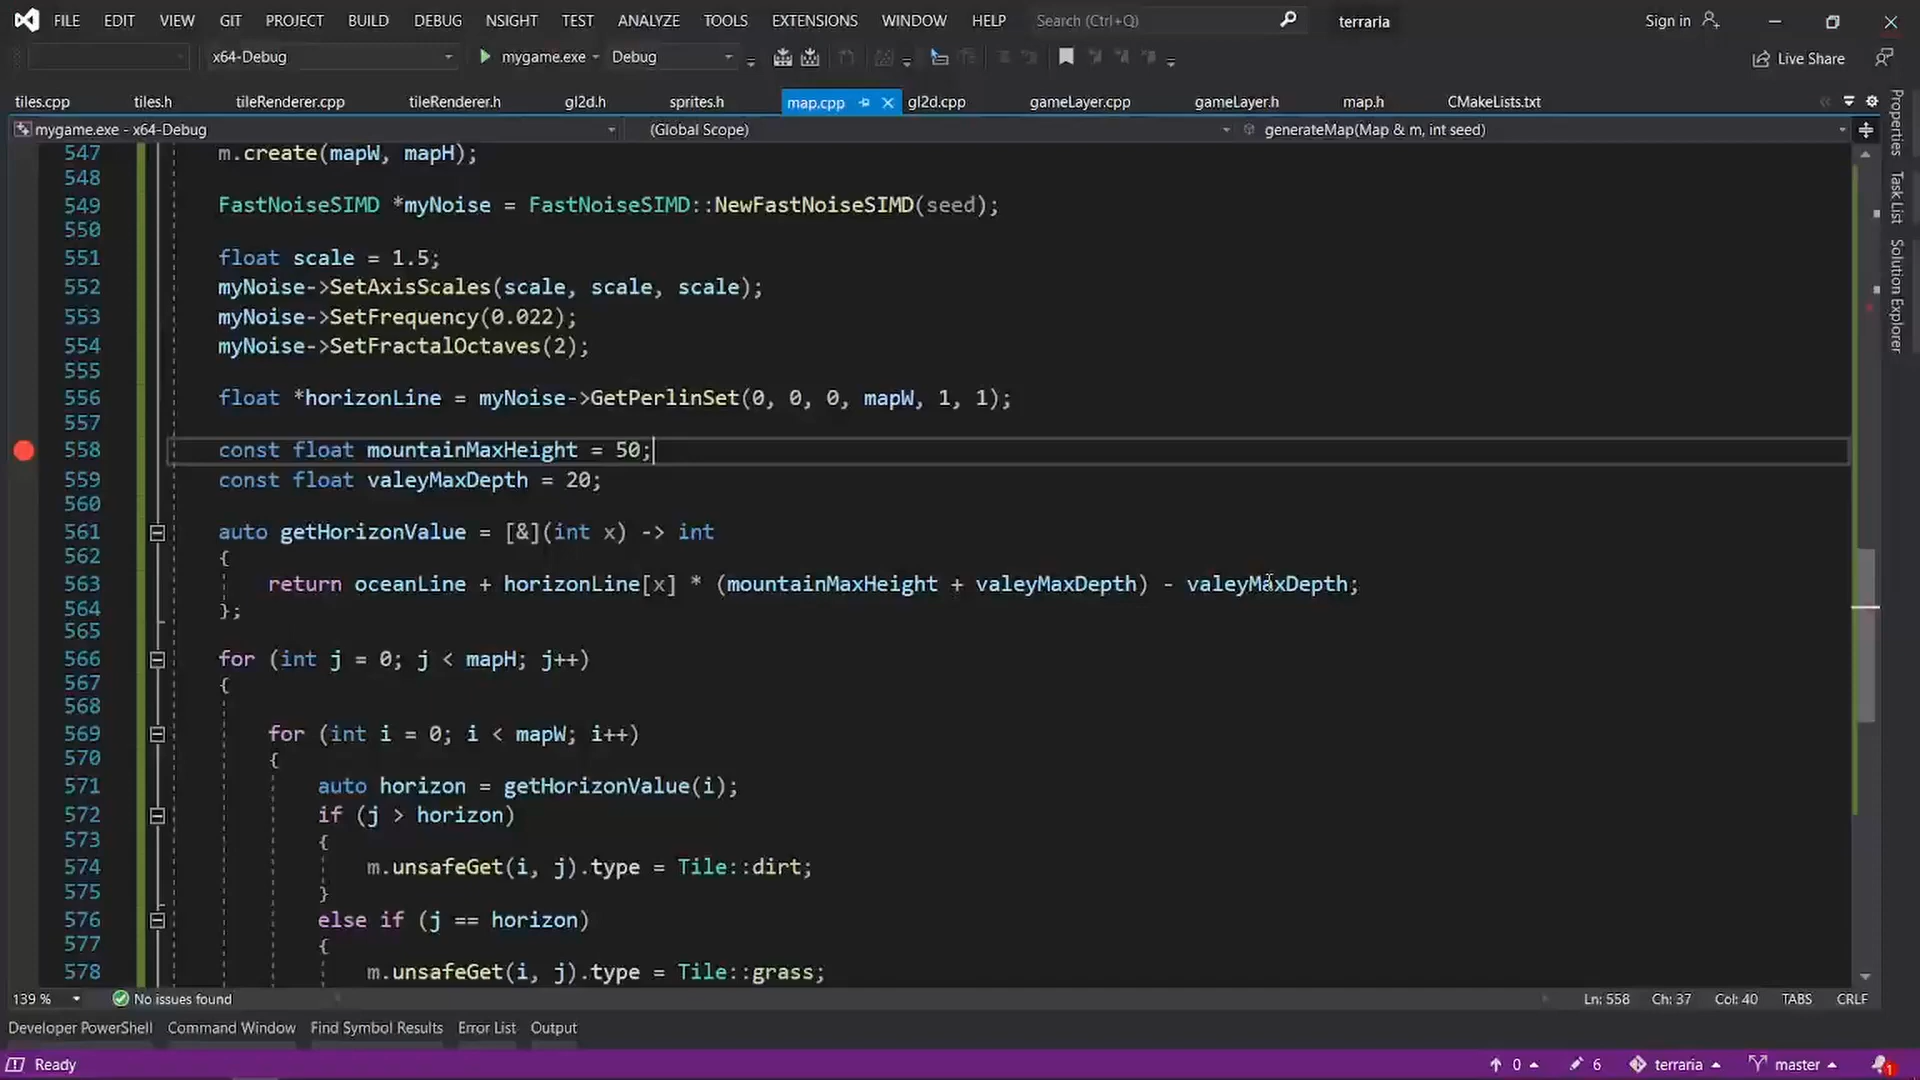 FILE EDIT VIEW GIT PROJECT BUILD DEBUG NSIGHT TEST ANALYZE TOOLS EXTENSIONS WINDOW HELP Search (Ctrl+Q) terraria Sign in
x64-Debug mygame.exe Debug Live Share
tiles.cpp tiles.h tileRenderer.cpp tileRenderer.h gl2d.h sprites.h map.cpp gl2d.cpp gameLayer.cpp gameLayer.h map.h CMakeLists.txt
mygame.exe - x64-Debug (Global Scope) generateMap(Map & m, int seed)
547 m.create(mapW, mapH);
548
549 FastNoiseSIMD *myNoise = FastNoiseSIMD::NewFastNoiseSIMD(seed);
550
551 float scale = 1.5;
552 myNoise->SetAxisScales(scale, scale, scale);
553 myNoise->SetFrequency(0.022);
554 myNoise->SetFractalOctaves(2);
555
556 float *horizonLine = myNoise->GetPerlinSet(0, 0, 0, mapW, 1, 1);
557
558 const float mountainMaxHeight = 50;
559 const float valeyMaxDepth = 20;
560
561 auto getHorizonValue = [&](int x) -> int
562 {
563 return oceanLine + horizonLine[x] * (mountainMaxHeight + valeyMaxDepth) - valeyMaxDepth;
564 };
565
566 for (int j = 0; j < mapH; j++)
567 {
568
569 for (int i = 0; i < mapW; i++)
570 {
571 auto horizon = getHorizonValue(i);
572 if (j > horizon)
573 {
574 m.unsafeGet(i, j).type = Tile::dirt;
575 }
576 else if (j == horizon)
577 {
578 m.unsafeGet(i, j).type = Tile::grass;
Properties
Task List
Solution Explorer
139 % No issues found Ln: 558 Ch: 37 Col: 40 TABS CRLF
Developer PowerShell Command Window Find Symbol Results Error List Output
Ready 0 6 terraria master 1